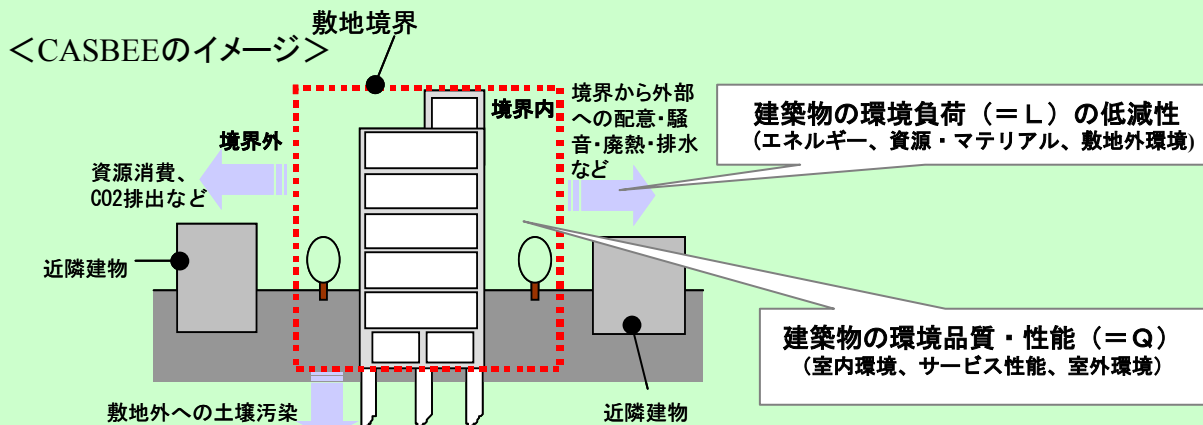 敷地境界
＜CASBEEのイメージ＞
境界外
境界内
資源消費、
CO2排出など
境界から外部
への配意・騒
音・廃熱・排水
など
建築物の環境負荷（＝L）の低減性
（エネルギー、資源・マテリアル、敷地外環境)
近隣建物
建築物の環境品質・性能（＝Q）
（室内環境、サービス性能、室外環境）
敷地外への土壌汚染
近隣建物